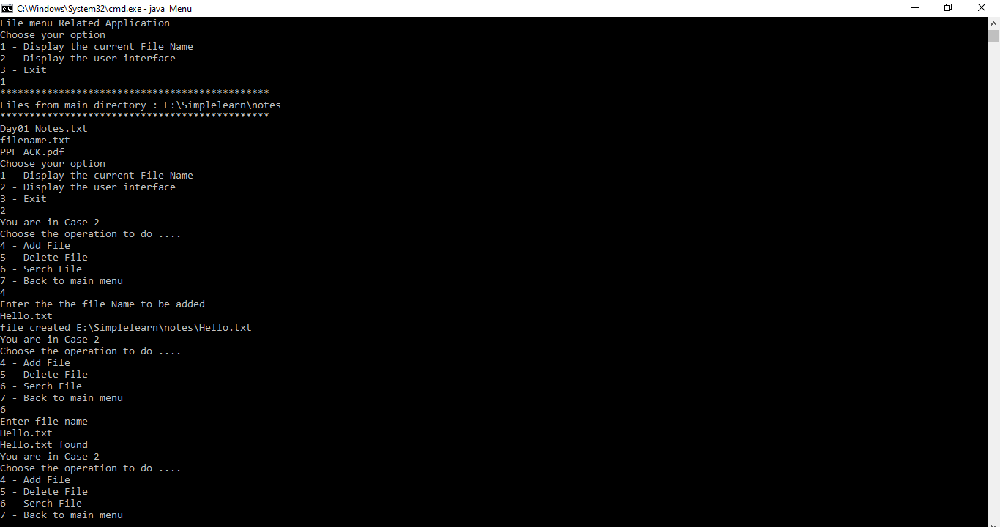 C:\Windows\System32\cmd.exe - java  Menu
File menu Related Application
Choose your option
1 - Display the current File Name
2 - Display the user interface
3 - Exit
1
**********************************************
Files from main directory : E:\Simplelearn\notes
**********************************************
Day01 Notes.txt
filename.txt
PPF ACK.pdf
Choose your option
1 - Display the current File Name
2 - Display the user interface
3 - Exit
2
You are in Case 2
Choose the operation to do ....
4 - Add File
5 - Delete File
6 - Serch File
7 - Back to main menu
4
Enter the the file Name to be added
Hello.txt
file created E:\Simplelearn\notes\Hello.txt
You are in Case 2
Choose the operation to do ....
4 - Add File
5 - Delete File
6 - Serch File
7 - Back to main menu
6
Enter file name
Hello.txt
Hello.txt found
You are in Case 2
Choose the operation to do ....
4 - Add File
5 - Delete File
6 - Serch File
7 - Back to main menu